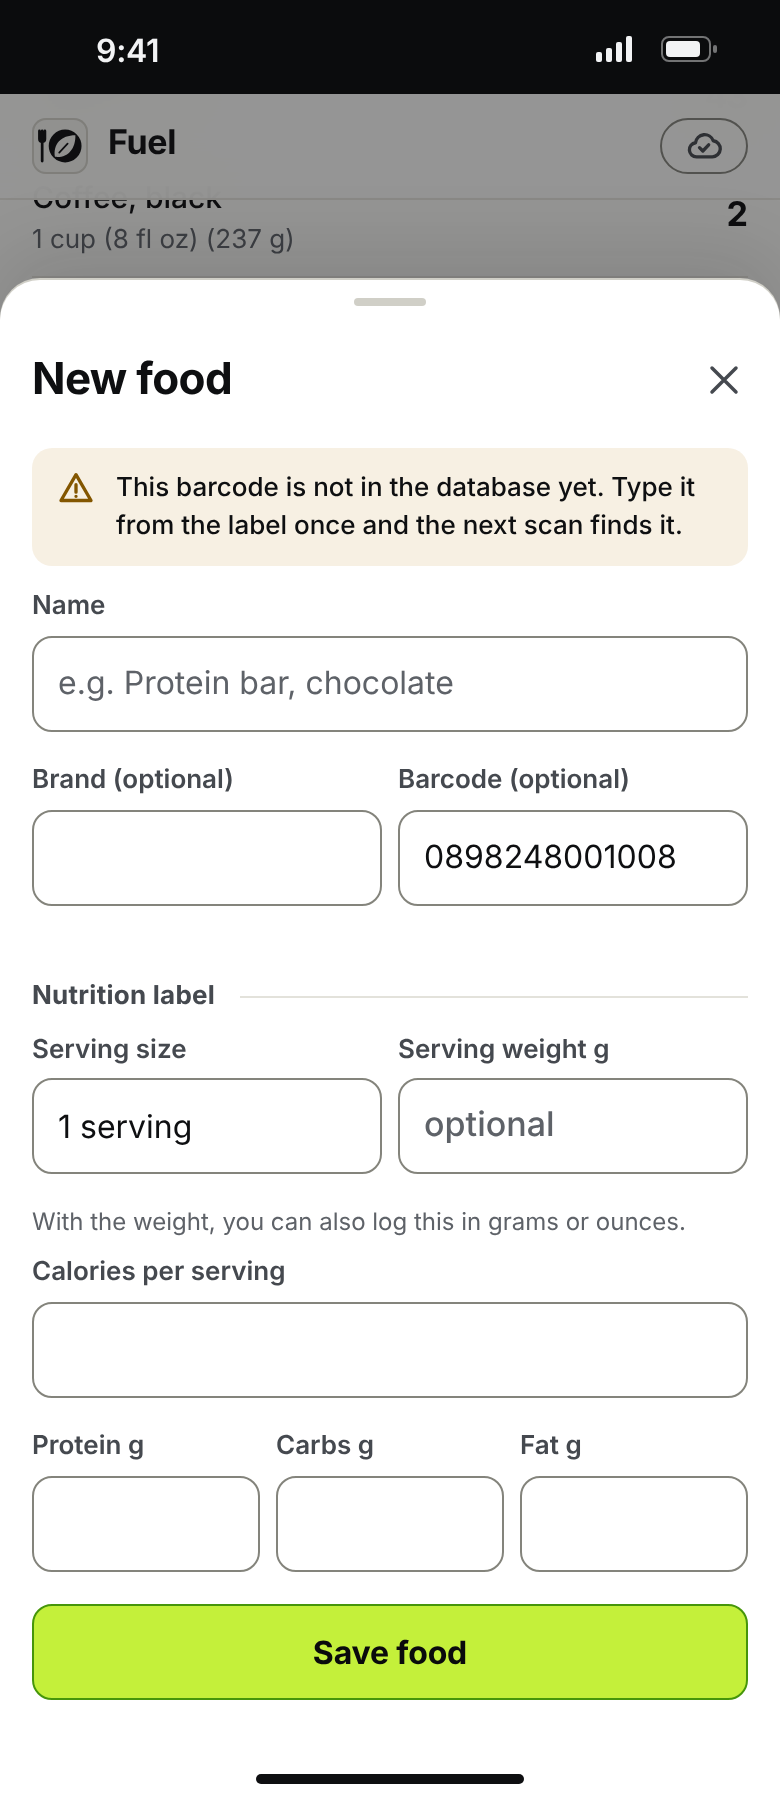 9:41
Fuel
Coffee, black
2
1 cup (8 fl oz) (237 g)
New food
This barcode is not in the database yet. Type it
from the label once and the next scan finds it.
Name
e.g. Protein bar, chocolate
Brand (optional)
Barcode (optional)
0898248001008
Nutrition label
Serving size
Serving weight g
1 serving
optional
With the weight, you can also log this in grams or ounces.
Calories per serving
Protein g
Carbs g
Fat g
Save food